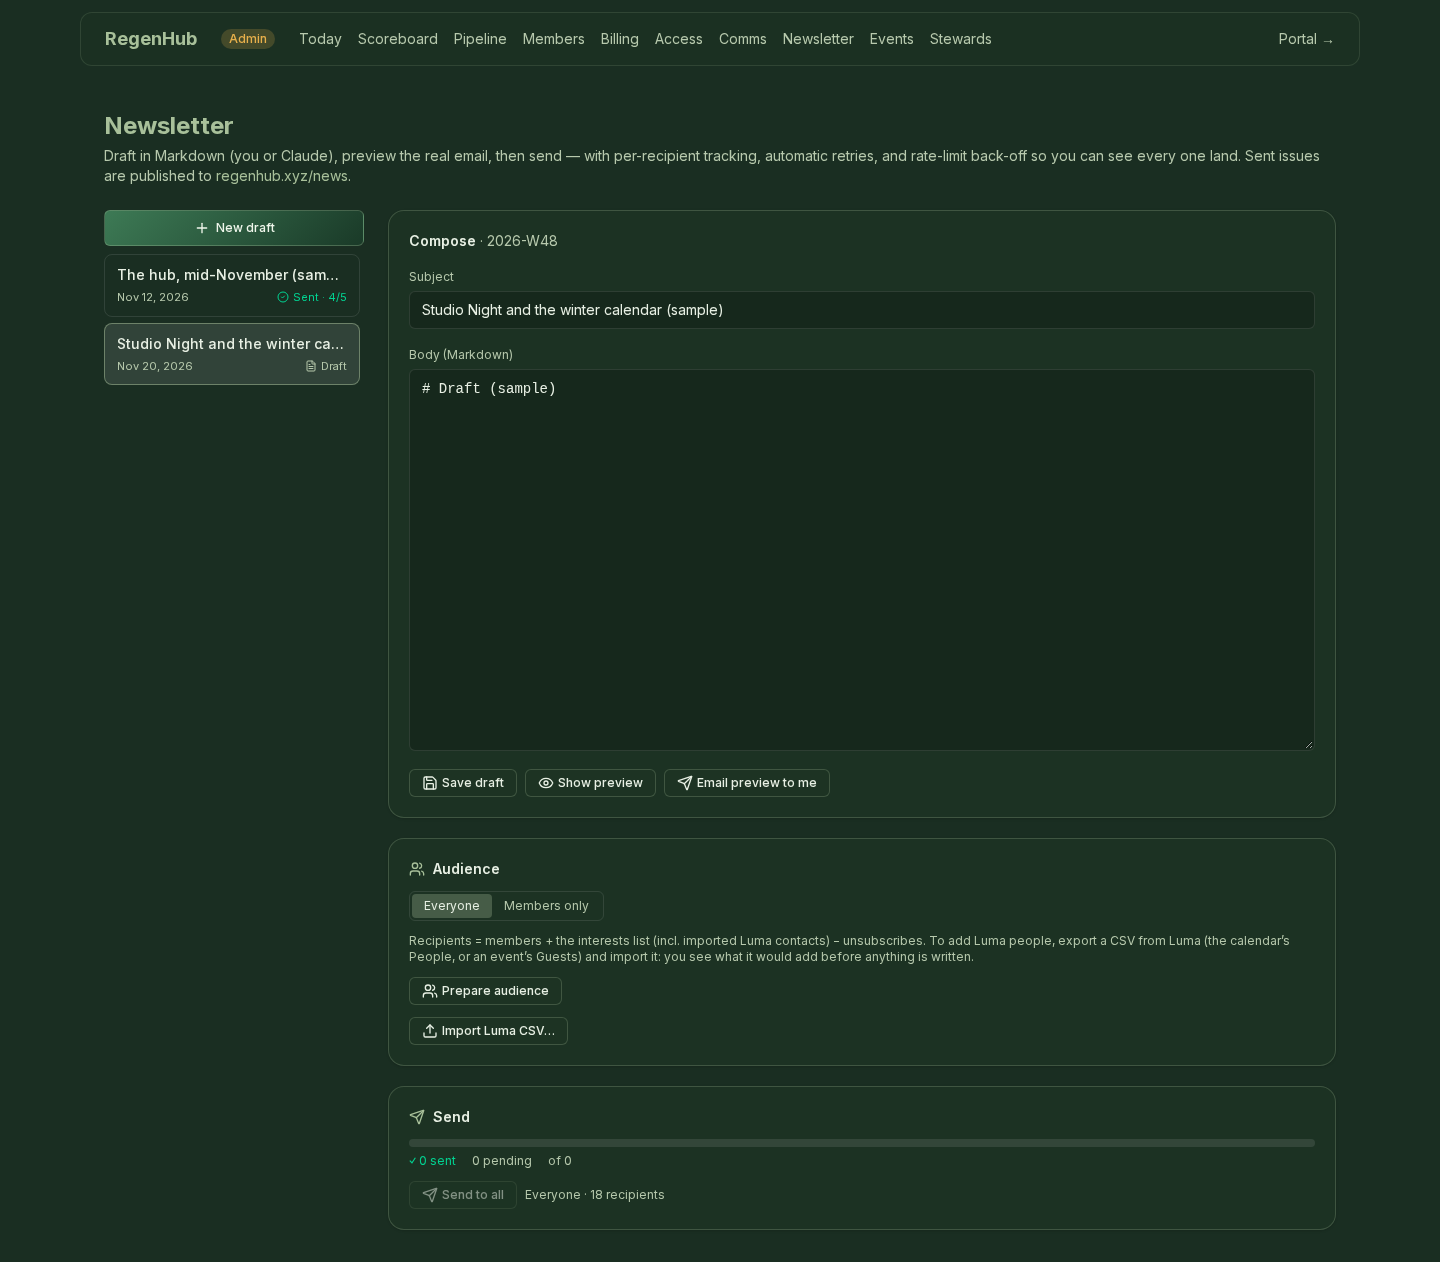 RegenHub Admin Today Scoreboard Pipeline Members Billing Access Comms Newsletter Events Stewards Portal →
Newsletter
Draft in Markdown (you or Claude), preview the real email, then send — with per-recipient tracking, automatic retries, and rate-limit back-off so you can see every one land. Sent issues
are published to regenhub.xyz/news.
New draft
The hub, mid-November (sam...
Nov 12, 2026 Sent · 4/5
Studio Night and the winter ca...
Nov 20, 2026 Draft
Compose · 2026-W48
Subject
Studio Night and the winter calendar (sample)
Body (Markdown)
# Draft (sample)
Save draft Show preview Email preview to me
Audience
Everyone Members only
Recipients = members + the interests list (incl. imported Luma contacts) − unsubscribes. To add Luma people, export a CSV from Luma (the calendar’s
People, or an event’s Guests) and import it: you see what it would add before anything is written.
Prepare audience
Import Luma CSV…
Send
✓ 0 sent 0 pending of 0
Send to all Everyone · 18 recipients